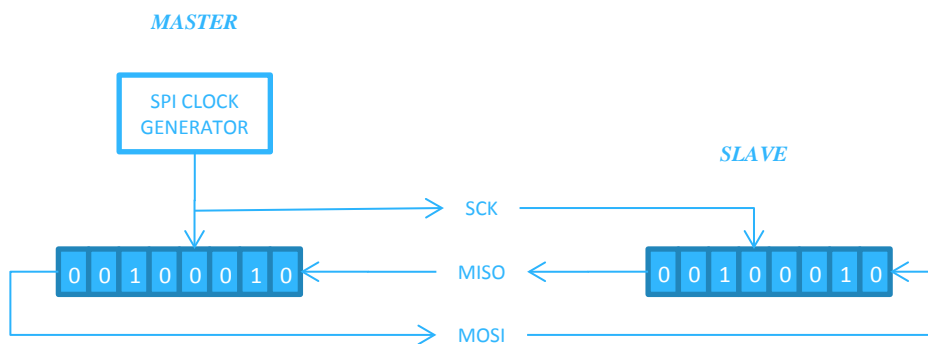 MASTER
SPI CLOCK
GENERATOR
SLAVE
SCK
0 0 1 0 0 0 1 0
MISO
0 0 1 0 0 0 1 0
MOSI